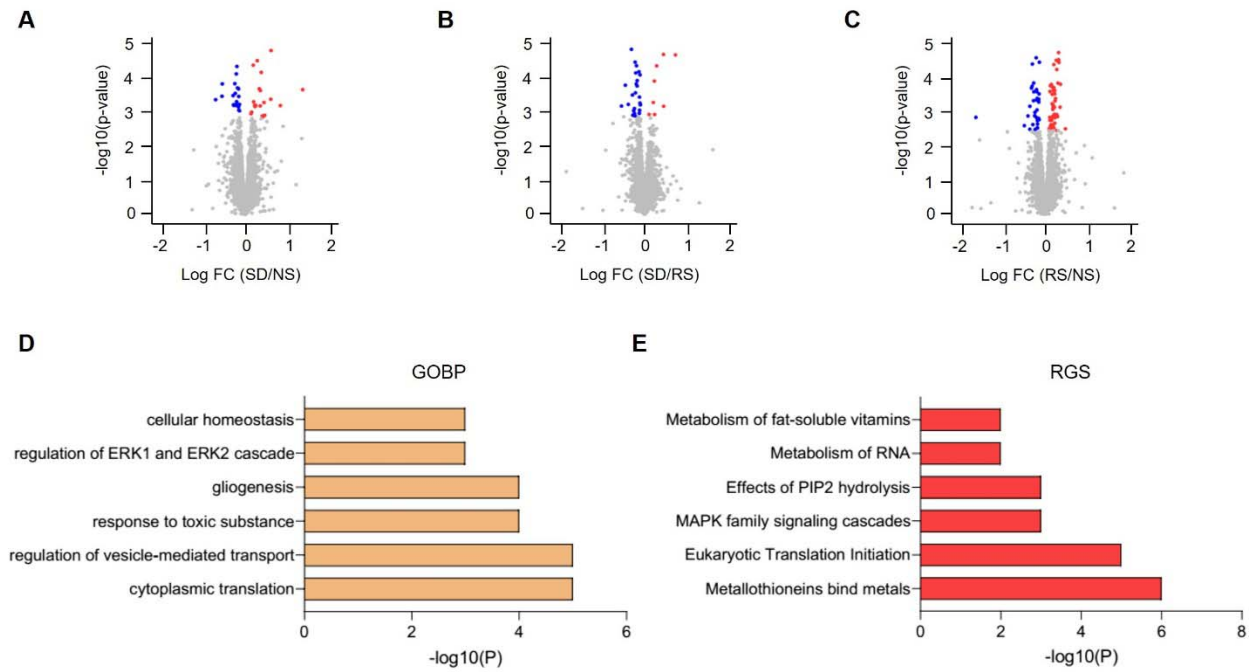 A
B
C
5
4
3
2
1
0
-log10(p-value)
-2 -1 0 1 2
Log FC (SD/NS)
5
4
3
2
1
0
-log10(p-value)
-2 -1 0 1 2
Log FC (SD/RS)
5
4
3
2
1
0
-log10(p-value)
-2 -1 0 1 2
Log FC (RS/NS)
D
GOBP
cellular homeostasis
regulation of ERK1 and ERK2 cascade
gliogenesis
response to toxic substance
regulation of vesicle-mediated transport
cytoplasmic translation
0 2 4 6
-log10(P)
E
RGS
Metabolism of fat-soluble vitamins
Metabolism of RNA
Effects of PIP2 hydrolysis
MAPK family signaling cascades
Eukaryotic Translation Initiation
Metallothioneins bind metals
0 2 4 6 8
-log10(P)